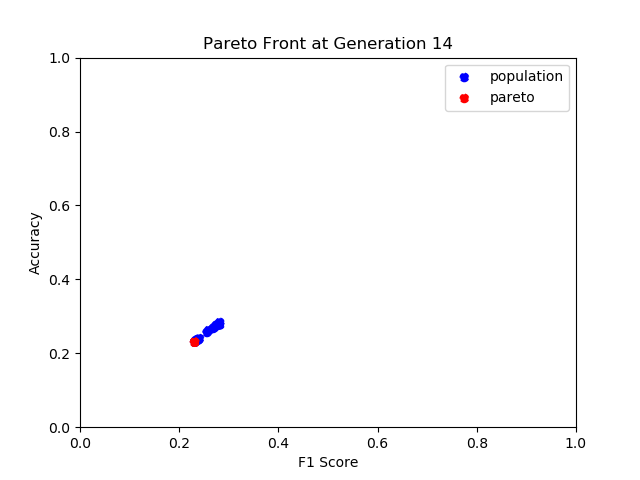 Pareto Front at Generation 14
population
pareto
1.0
0.8
0.6
0.4
0.2
0.0
Accuracy
0.0 0.2 0.4 0.6 0.8 1.0
F1 Score